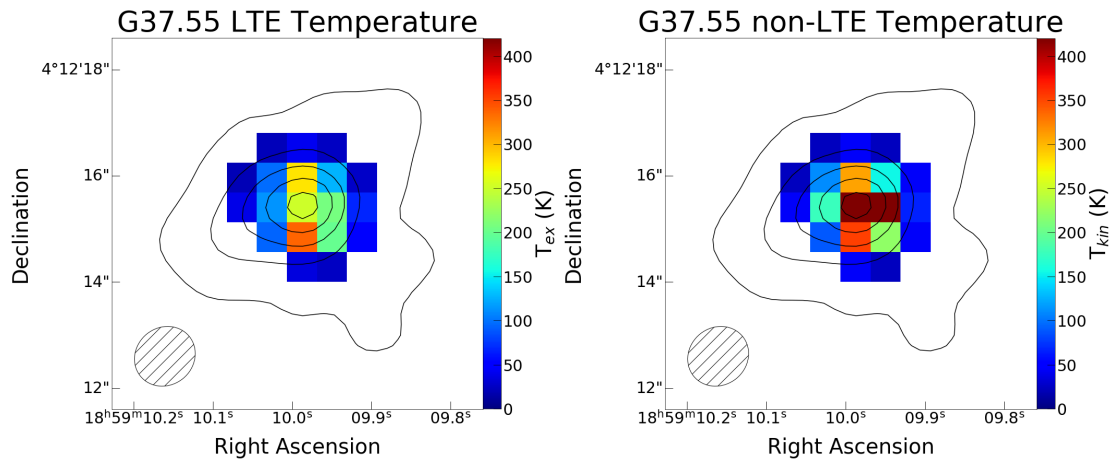 G37.55 LTE Temperature
4°12'18"
16"
14"
12"
Declination
18ʰ59ᵐ10.2ˢ 10.1ˢ 10.0ˢ 09.9ˢ 09.8ˢ
Right Ascension
400
350
300
250
200
150
100
50
0
T_ex (K)
G37.55 non-LTE Temperature
4°12'18"
16"
14"
12"
Declination
18ʰ59ᵐ10.2ˢ 10.1ˢ 10.0ˢ 09.9ˢ 09.8ˢ
Right Ascension
400
350
300
250
200
150
100
50
0
T_kin (K)